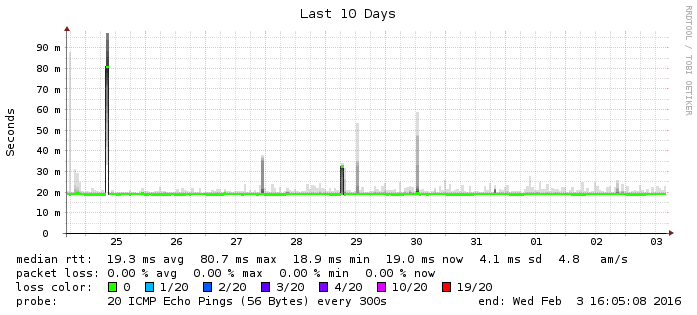 Last 10 Days
RRDTOOL / TOBI OETIKER
Seconds
90 m
80 m
70 m
60 m
50 m
40 m
30 m
20 m
10 m
0
25 26 27 28 29 30 31 01 02 03
median rtt: 19.3 ms avg 80.7 ms max 18.9 ms min 19.0 ms now 4.1 ms sd 4.8 am/s
packet loss: 0.00 % avg 0.00 % max 0.00 % min 0.00 % now
loss color: 0 1/20 2/20 3/20 4/20 10/20 19/20
probe: 20 ICMP Echo Pings (56 Bytes) every 300s end: Wed Feb 3 16:05:08 2016